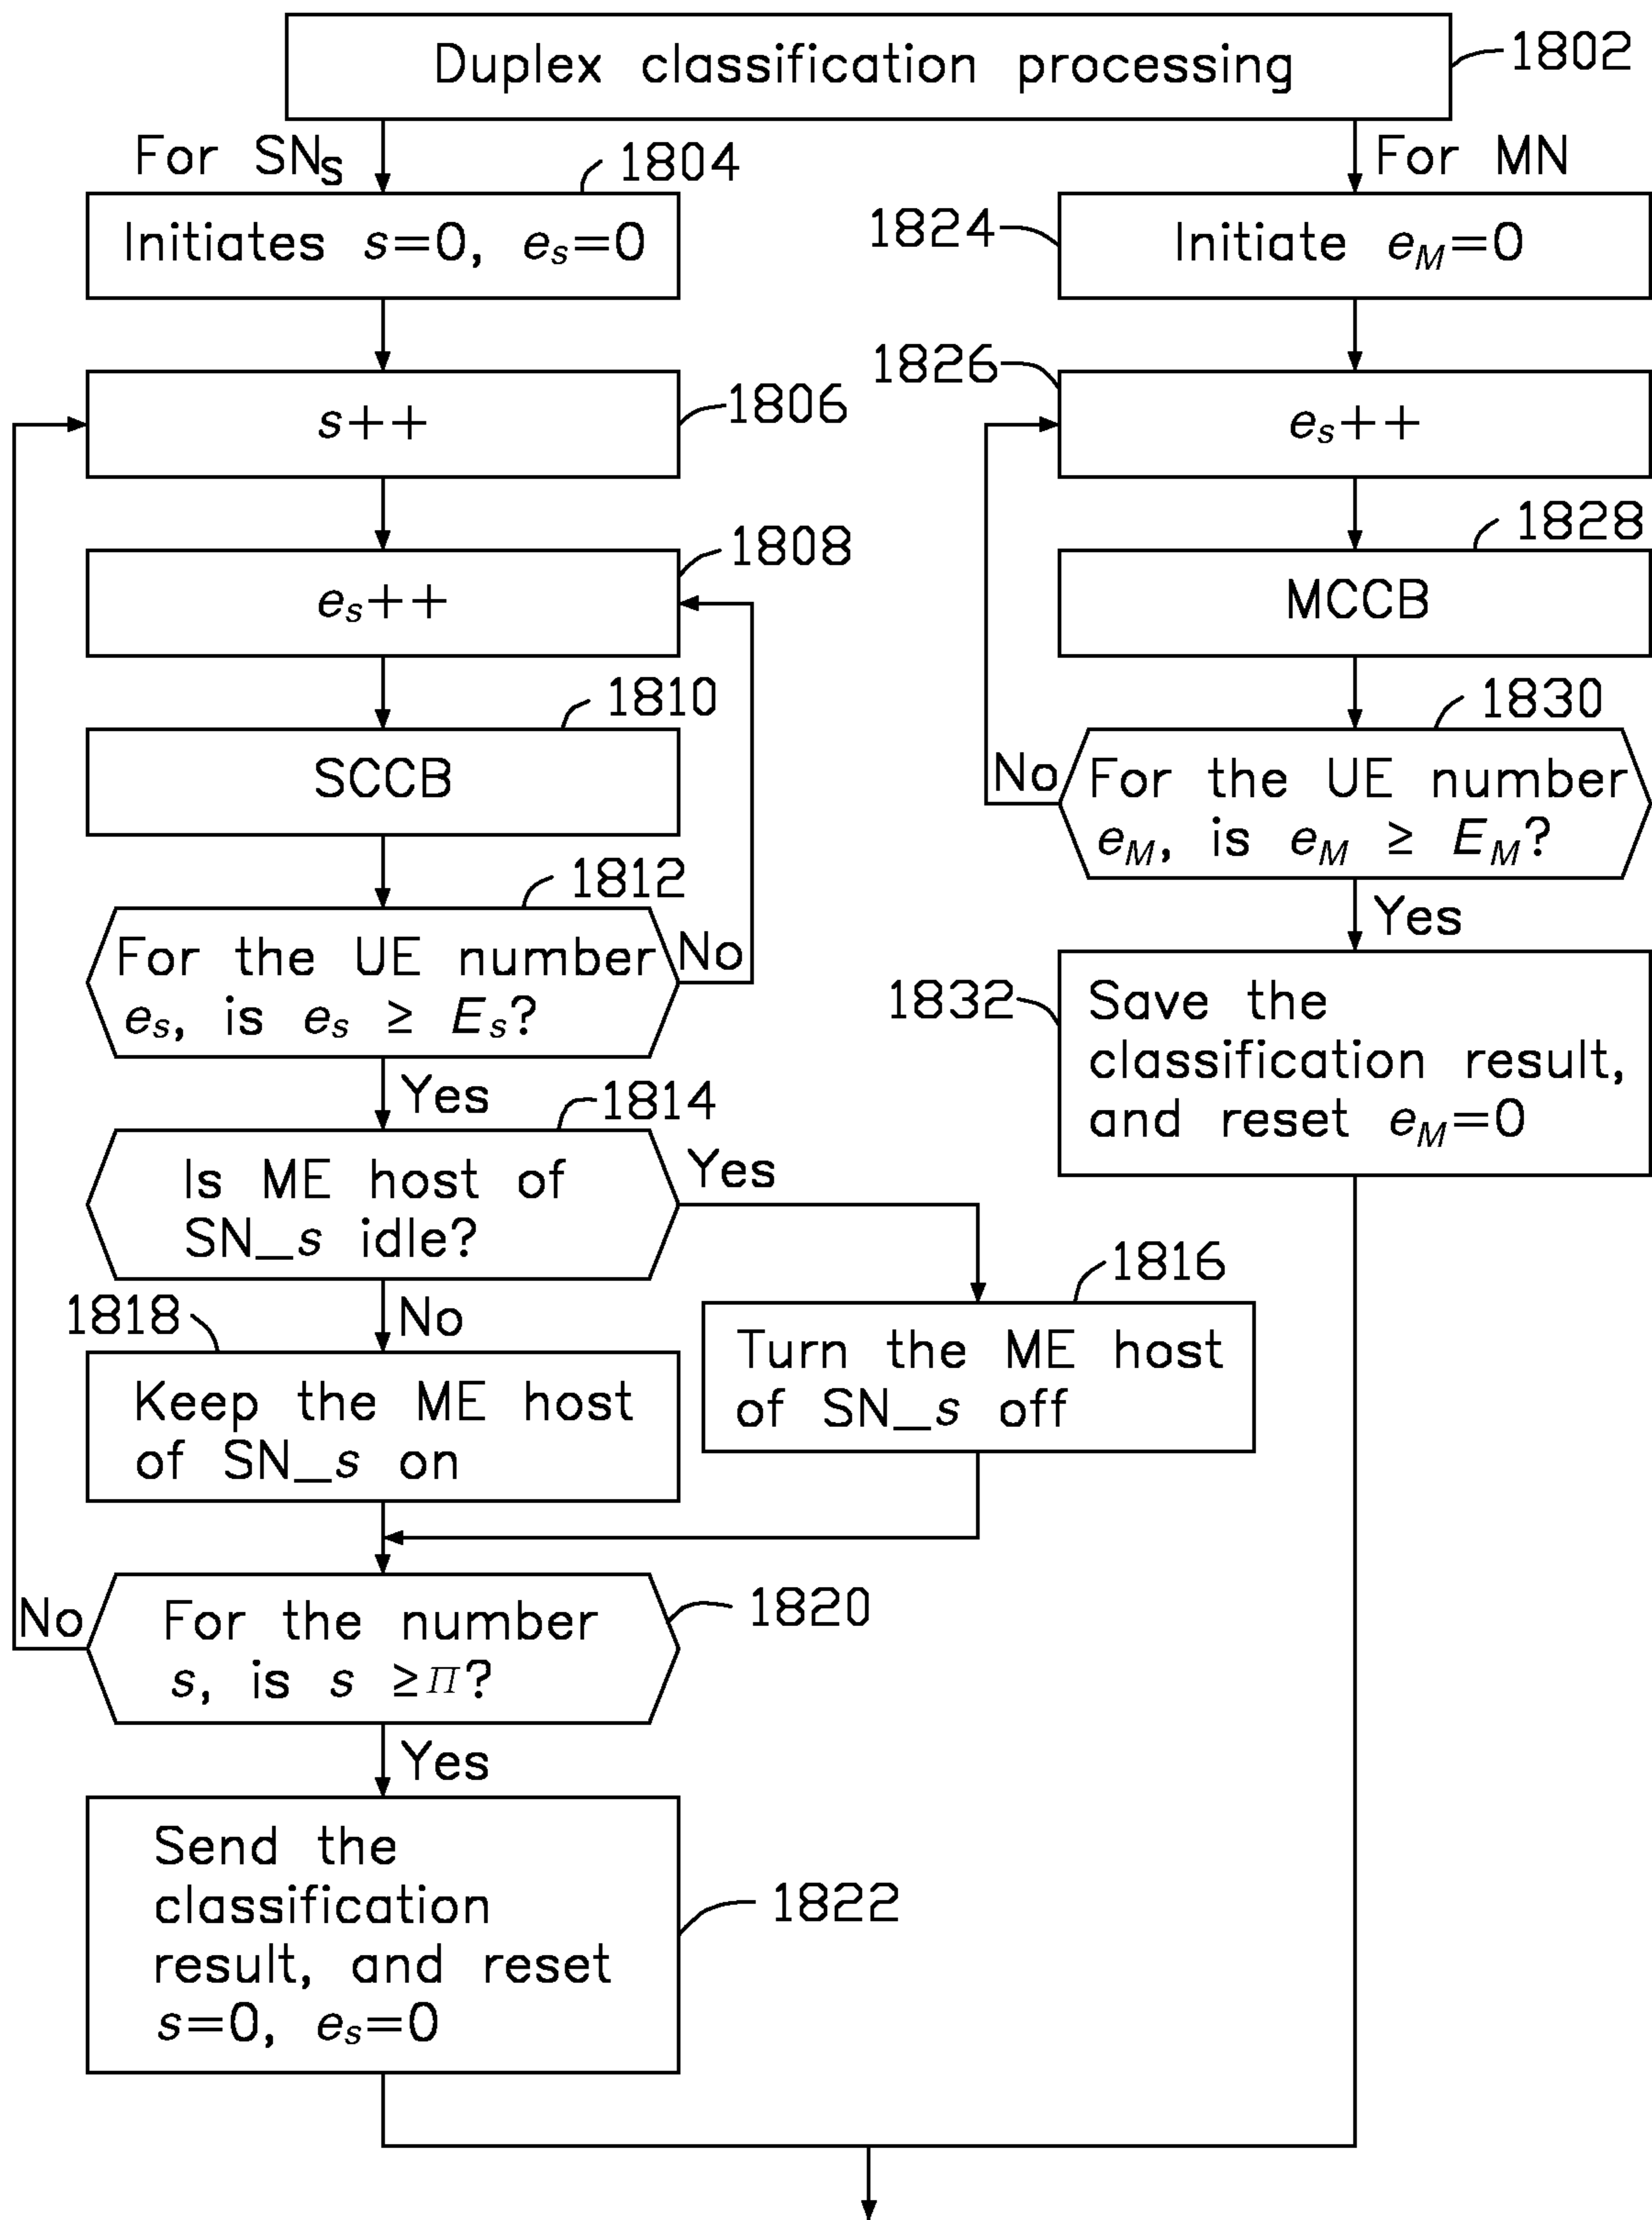 Duplex classification processing
1802
For SNs
1804
Initiates s=0, es=0
s++
1806
es++
1808
1810
SCCB
1812
For the UE number
es, is es ≥ Es?
No
Yes
1814
Is ME host of
SN_s idle?
Yes
1816
Turn the ME host
of SN_s off
No
1818
Keep the ME host
of SN_s on
1820
For the number
s, is s ≥Π?
No
Yes
Send the
classification
result, and reset
s=0, es=0
1822
For MN
1824
Initiate eM=0
1826
es++
1828
MCCB
1830
For the UE number
eM, is eM ≥ EM?
No
Yes
1832
Save the
classification result,
and reset eM=0